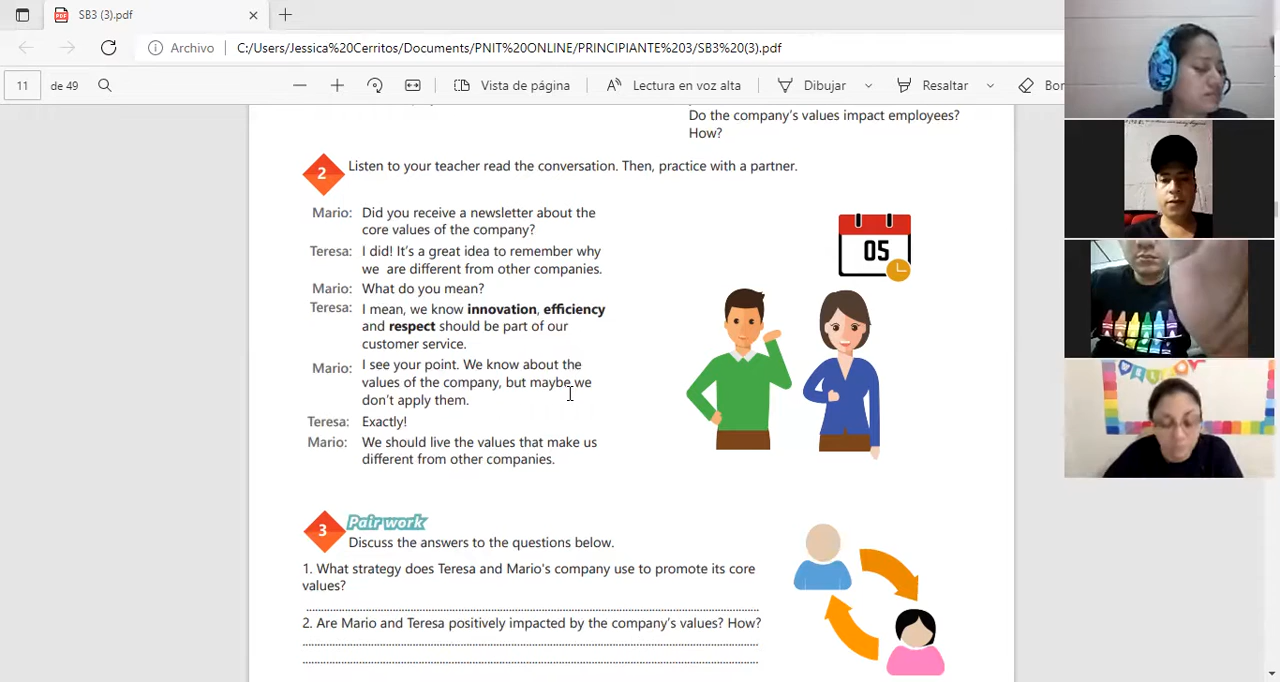 SB3 (3).pdf
Archivo
C:/Users/Jessica%20Cerritos/Documents/PNIT%20ONLINE/PRINCIPIANTE%203/SB3%20(3).pdf
11
de 49
Vista de página
Lectura en voz alta
Dibujar
Resaltar
Bor
Do the company's values impact employees?
How?
2
Listen to your teacher read the conversation. Then, practice with a partner.
Mario: Did you receive a newsletter about the
core values of the company?
Teresa: I did! It's a great idea to remember why
we are different from other companies.
Mario: What do you mean?
Teresa: I mean, we know innovation, efficiency
and respect should be part of our
customer service.
Mario: I see your point. We know about the
values of the company, but maybe we
don't apply them.
Teresa: Exactly!
Mario: We should live the values that make us
different from other companies.
05
3
Pair work
Discuss the answers to the questions below.
1. What strategy does Teresa and Mario's company use to promote its core
values?
2. Are Mario and Teresa positively impacted by the company's values? How?